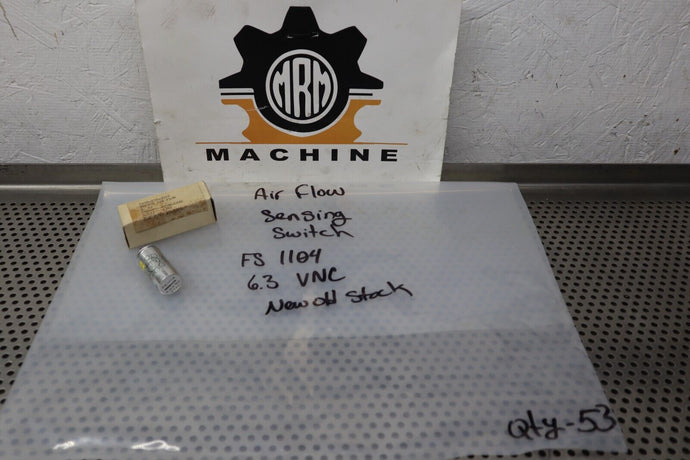 MRM
MACHINE
Air Flow
Sensing
Switch
FS 1104
6.3 VNC
New Old Stock
Qty-53